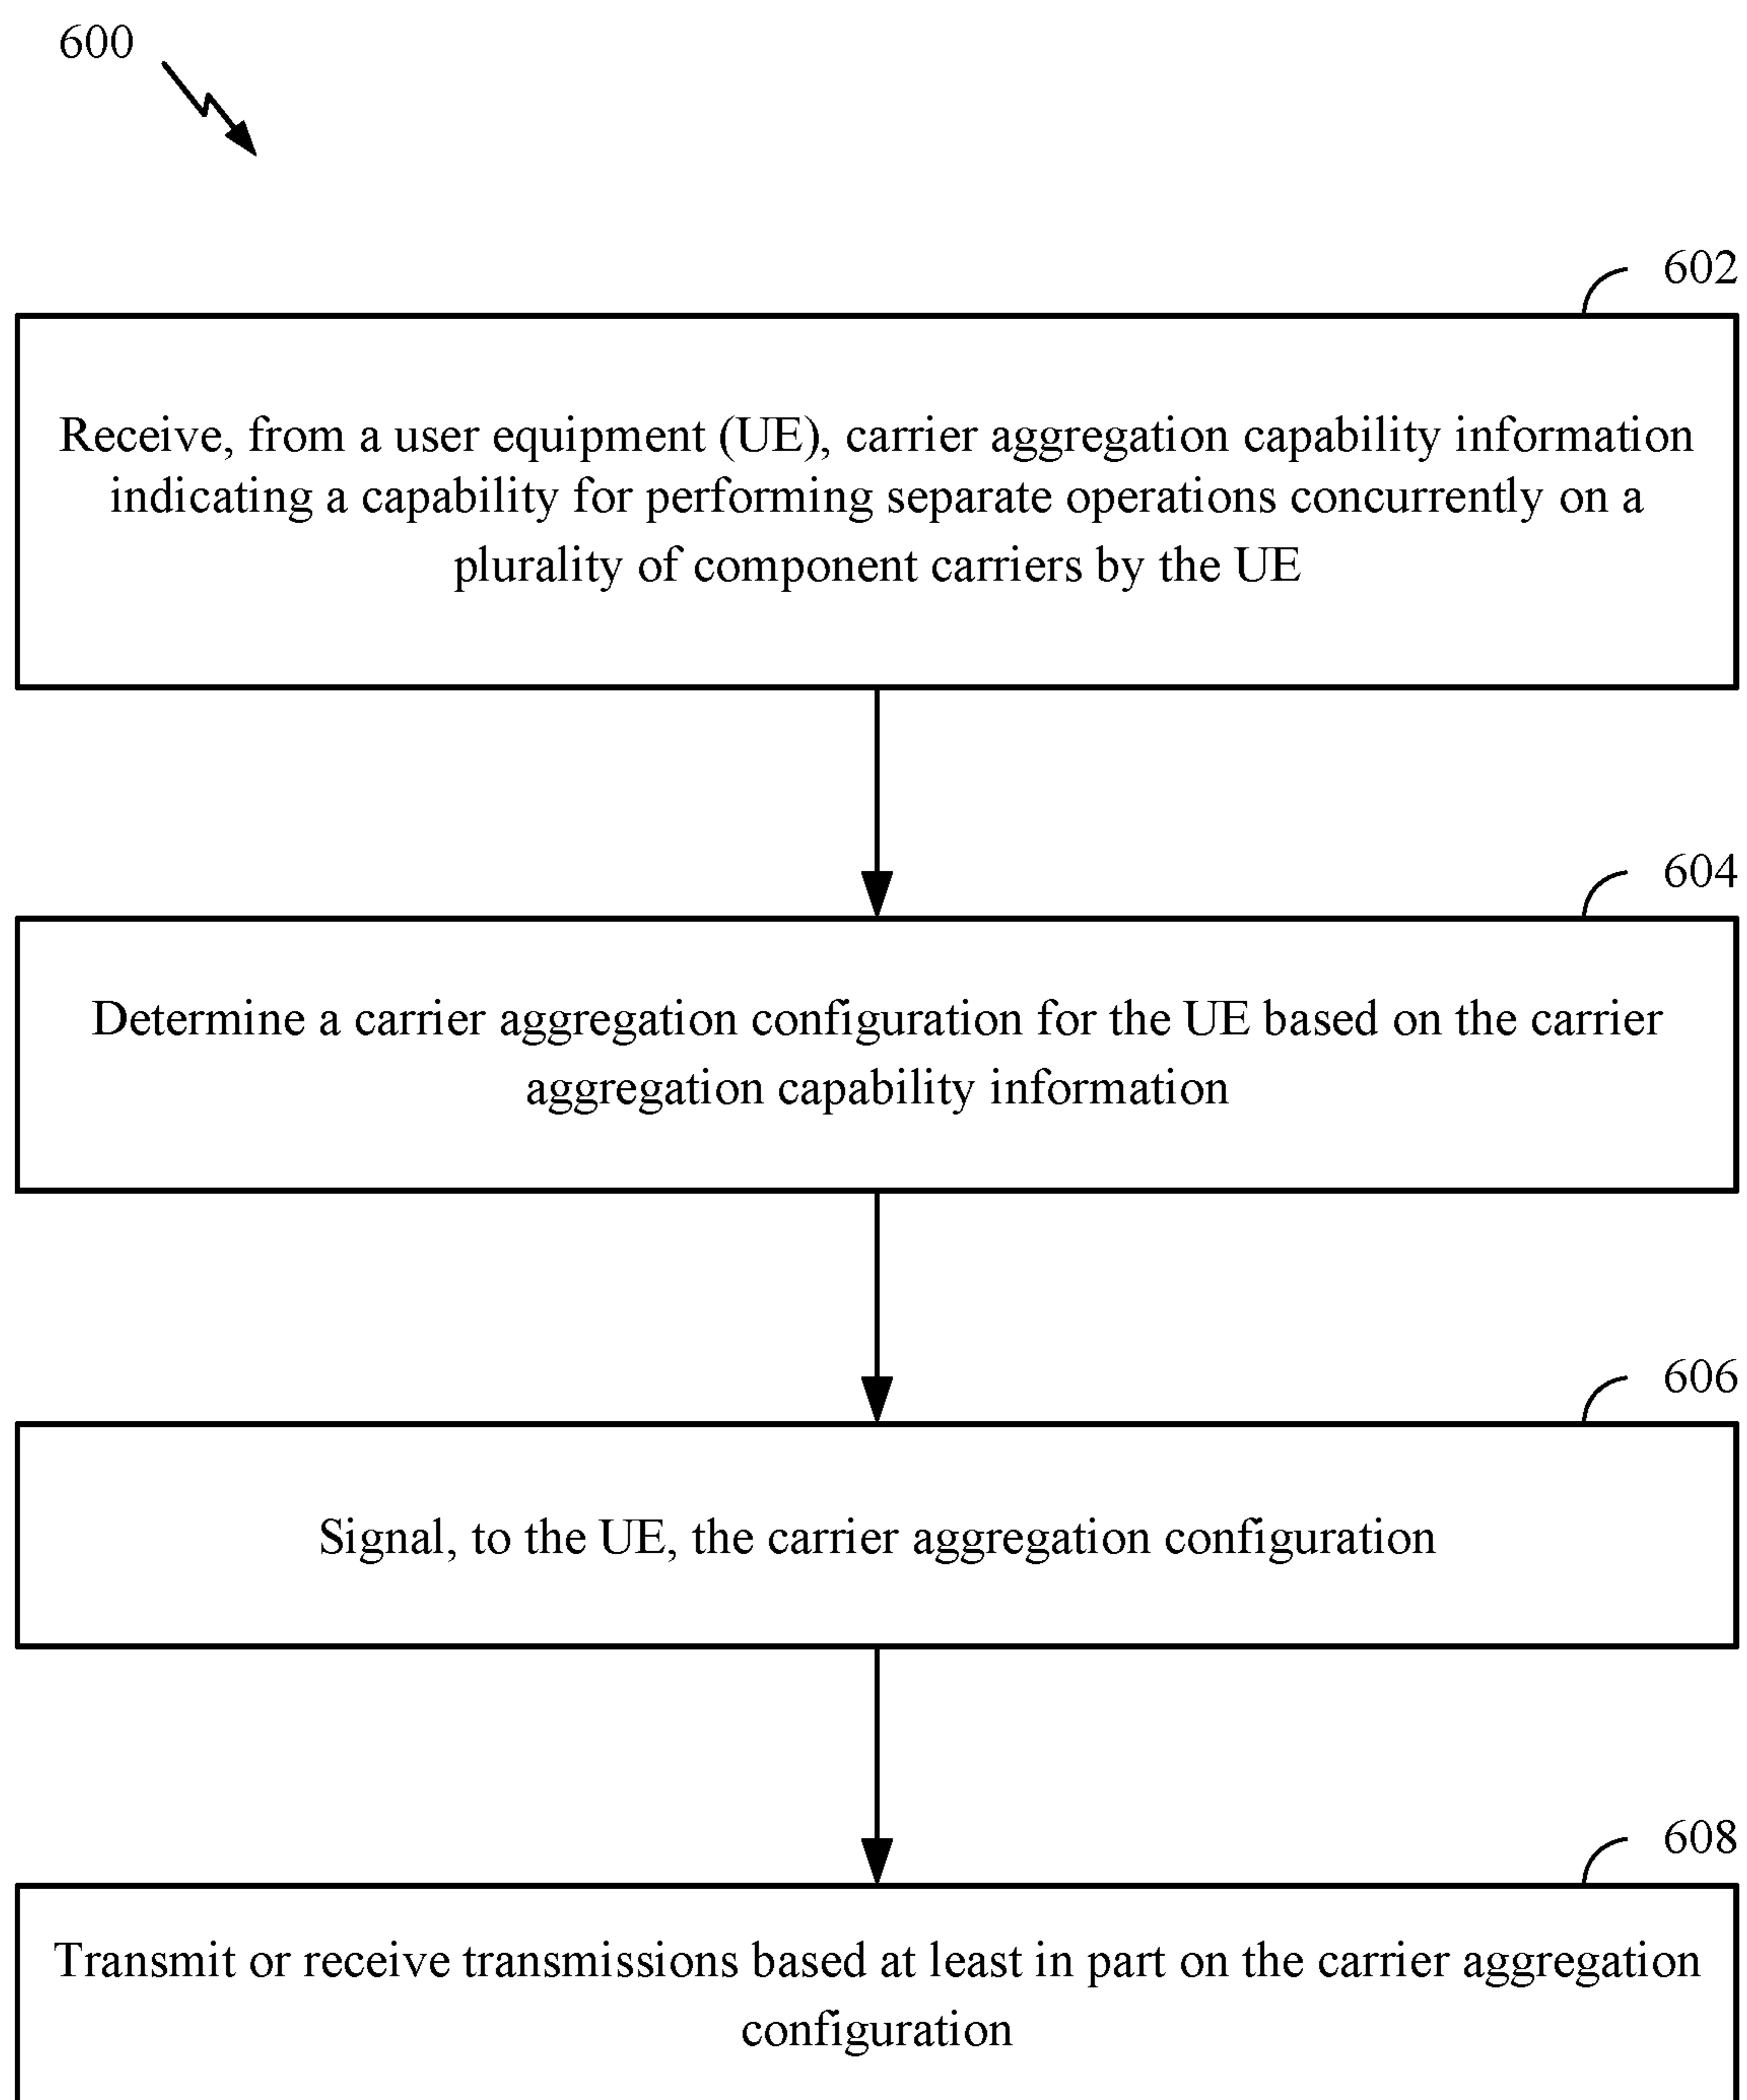 600
602
Receive, from a user equipment (UE), carrier aggregation capability information
indicating a capability for performing separate operations concurrently on a
plurality of component carriers by the UE
604
Determine a carrier aggregation configuration for the UE based on the carrier
aggregation capability information
606
Signal, to the UE, the carrier aggregation configuration
608
Transmit or receive transmissions based at least in part on the carrier aggregation
configuration